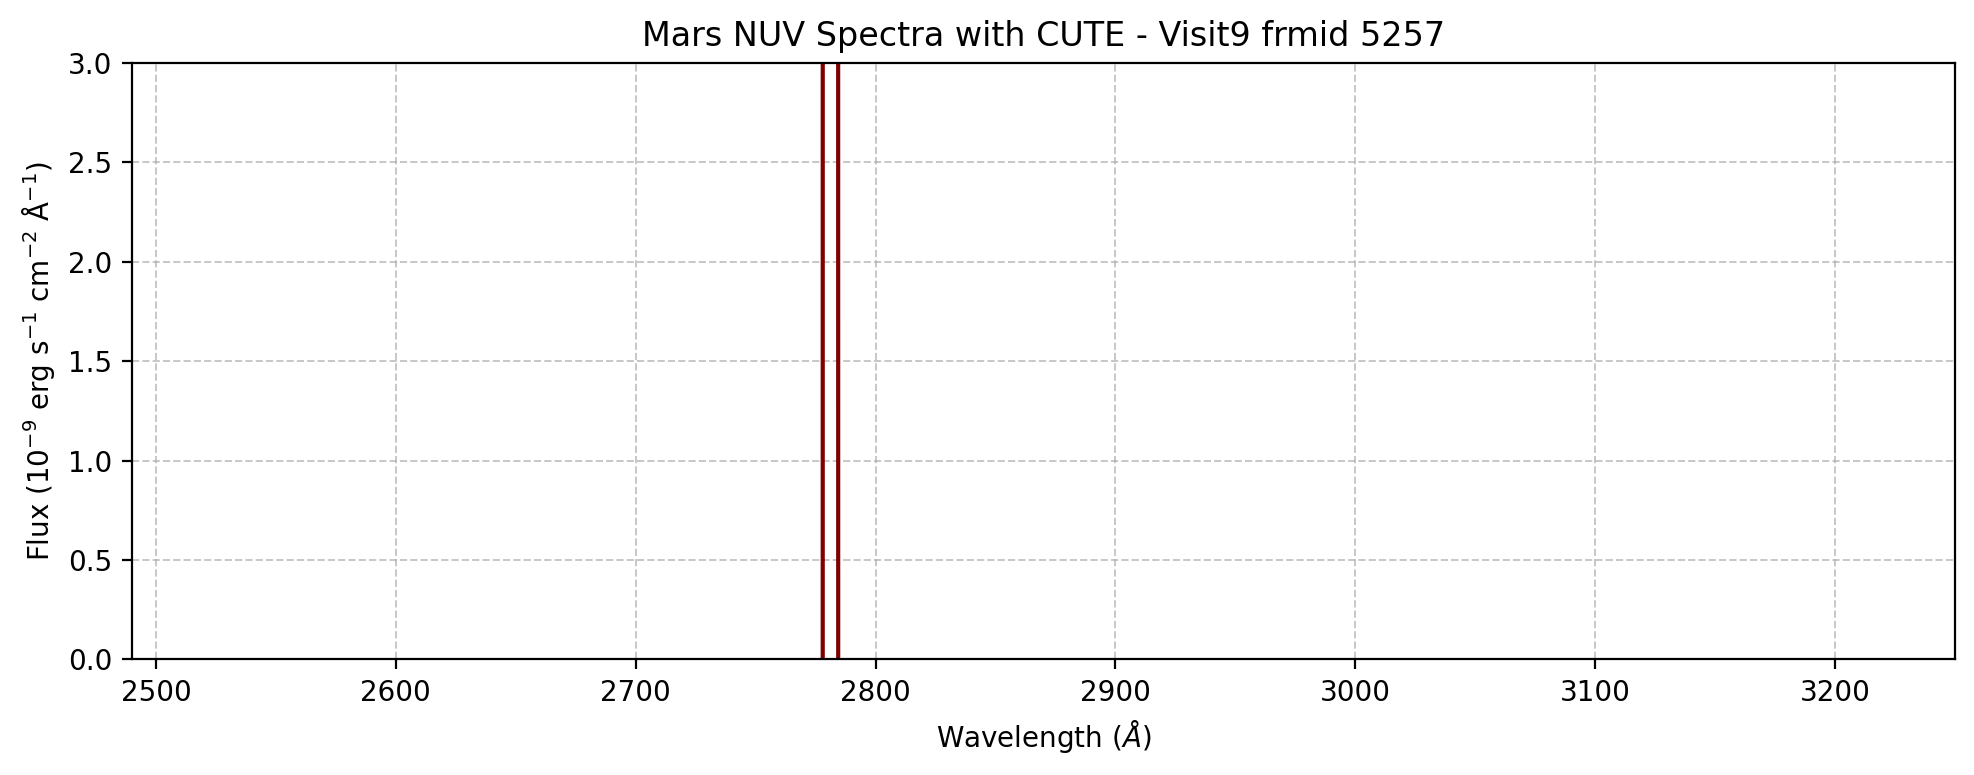 Mars NUV Spectra with CUTE - Visit9 frmid 5257
3.0
2.5
2.0
1.5
1.0
0.5
0.0
Flux (10⁻⁹ erg s⁻¹ cm⁻² Å⁻¹)
2500 2600 2700 2800 2900 3000 3100 3200
Wavelength (Å)